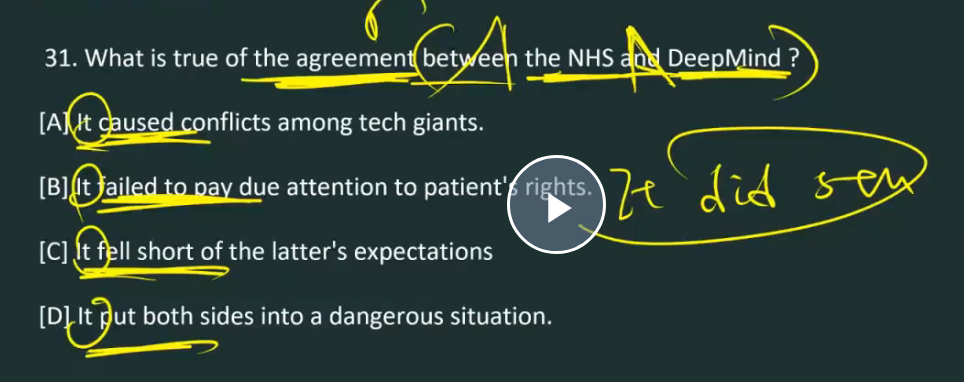 31. What is true of the agreement between the NHS and DeepMind ?
[A] It caused conflicts among tech giants.
[B] It failed to pay due attention to patient's rights.
It did
[C] It fell short of the latter's expectations
[D] It put both sides into a dangerous situation.